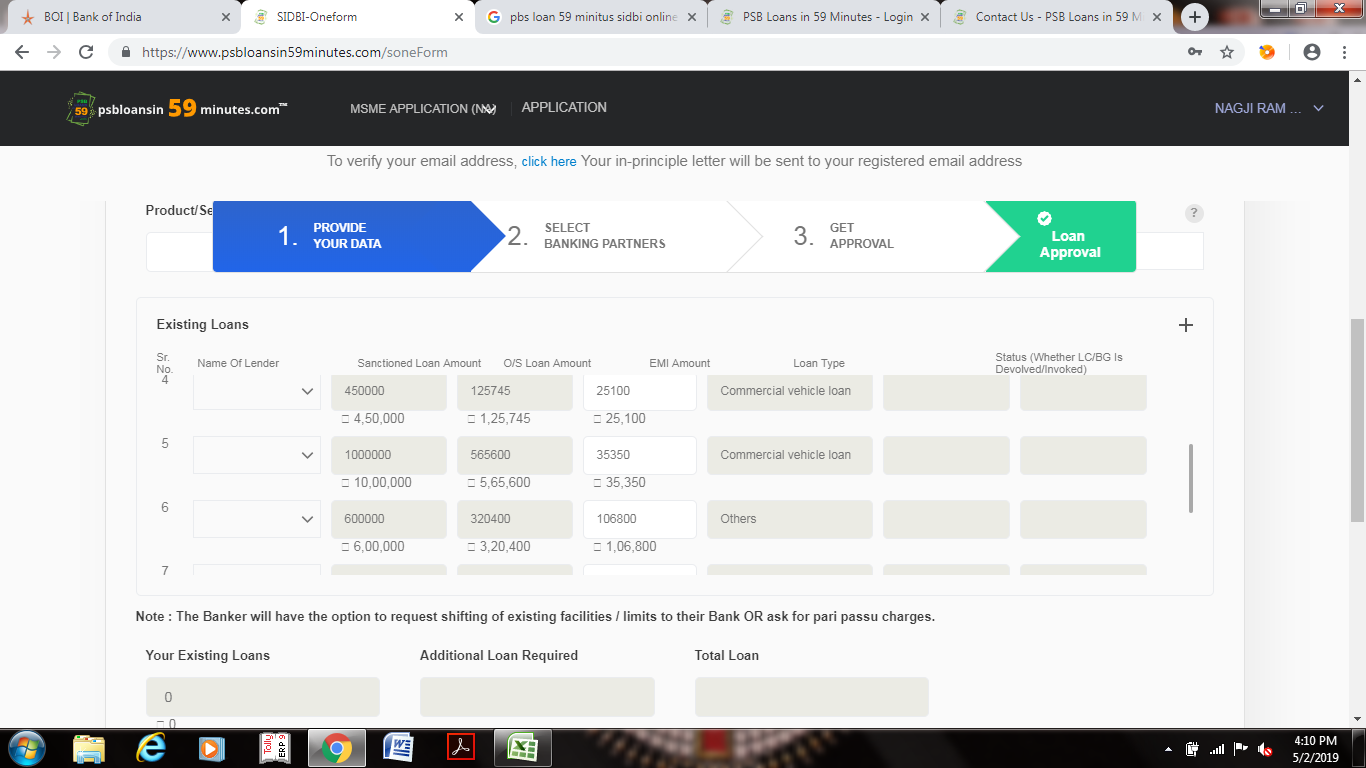 BOI | Bank of India
SIDBI-Oneform
pbs loan 59 minitus sidbi online
PSB Loans in 59 Minutes - Login
Contact Us - PSB Loans in 59 M
https://www.psbloansin59minutes.com/soneForm
psbloansin 59 minutes.com™
MSME APPLICATION
APPLICATION
NAGJI RAM ...
To verify your email address, click here Your in-principle letter will be sent to your registered email address
Product/Se
?
1. PROVIDE YOUR DATA
2. SELECT BANKING PARTNERS
3. GET APPROVAL
Loan Approval
Existing Loans
+
Sr. No. Name Of Lender Sanctioned Loan Amount O/S Loan Amount EMI Amount Loan Type Status (Whether LC/BG Is Devolved/Invoked)
4 450000 125745 25100 Commercial vehicle loan
4,50,000 1,25,745 25,100
5 1000000 565600 35350 Commercial vehicle loan
10,00,000 5,65,600 35,350
6 600000 320400 106800 Others
6,00,000 3,20,400 1,06,800
7
Note : The Banker will have the option to request shifting of existing facilities / limits to their Bank OR ask for pari passu charges.
Your Existing Loans Additional Loan Required Total Loan
0
0
Tally ERP 9
4:10 PM
5/2/2019